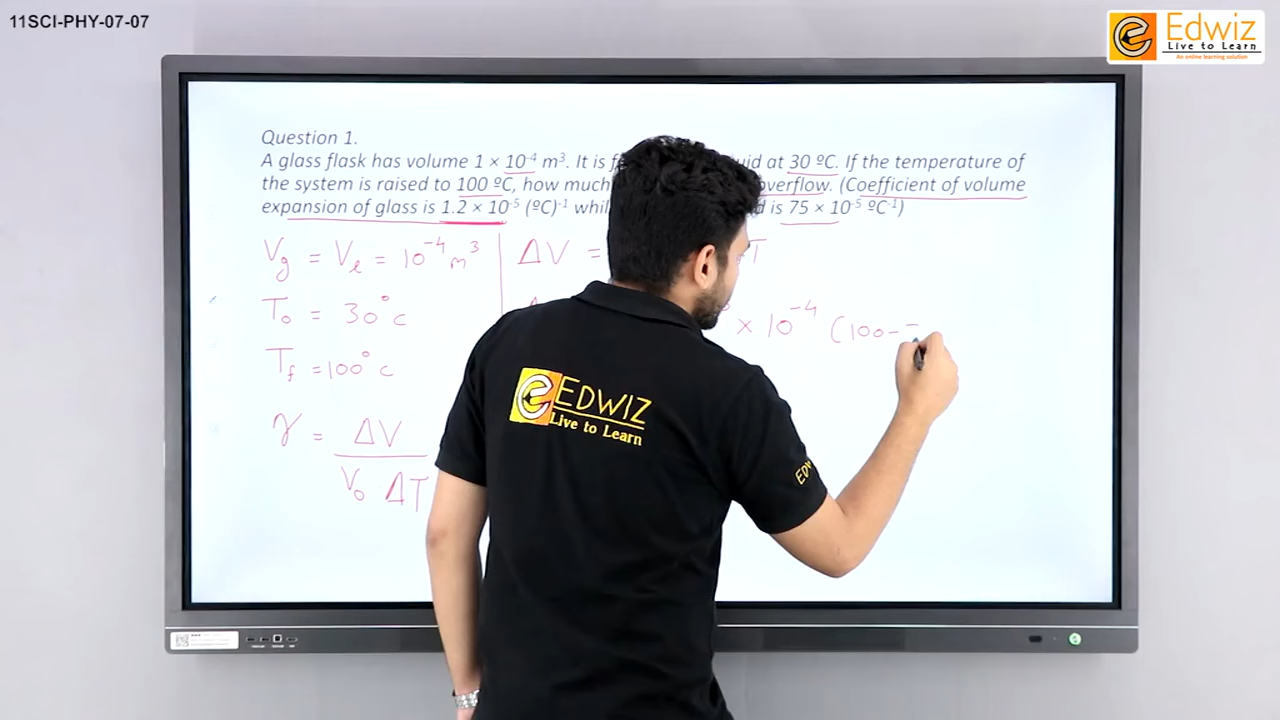 11SCI-PHY-07-07
Edwiz
Live to Learn
An online learning solution
Question 1.
A glass flask has volume 1 × 10⁻⁴ m³. It is uid at 30 ºC. If the temperature of
the system is raised to 100 ºC, how much overflow. (Coefficient of volume
expansion of glass is 1.2 × 10⁻⁵ (ºC)⁻¹ is 75 × 10⁻⁵ ºC⁻¹)
Vg = Vℓ = 10⁻⁴ m³
T₀ = 30°C
Tf = 100°C
γ = ΔV / V₀ ΔT
ΔV = T
× 10⁻⁴ (100-
EDWIZ
Live to Learn